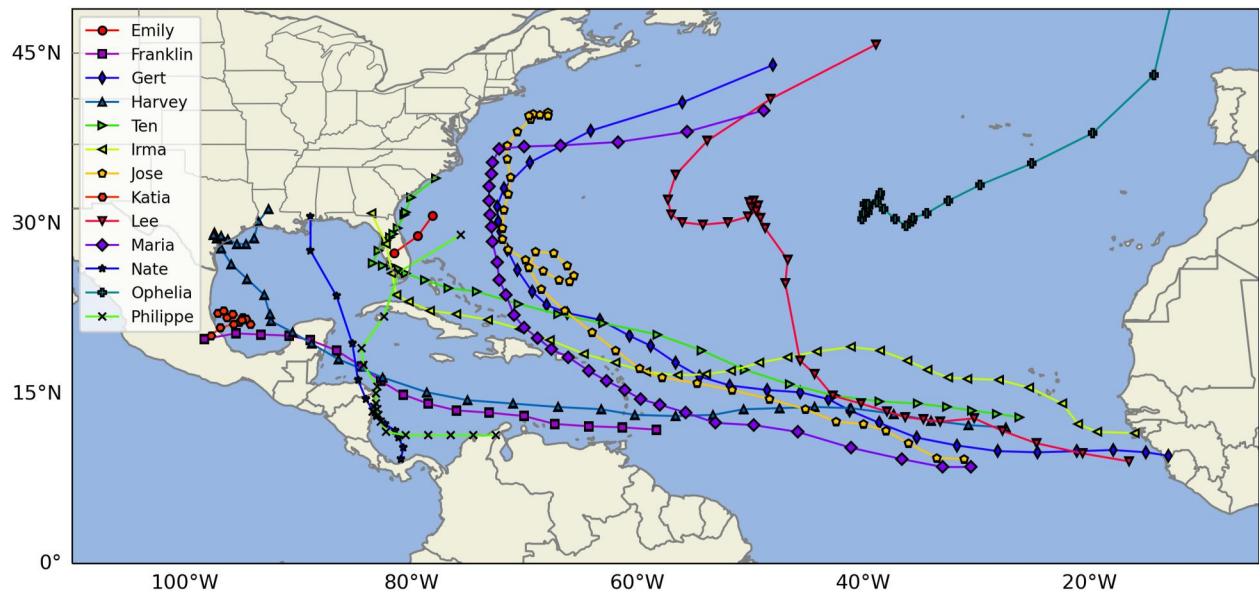 Emily
Franklin
Gert
Harvey
Ten
Irma
Jose
Katia
Lee
Maria
Nate
Ophelia
Philippe
45°N
30°N
15°N
0°
100°W 80°W 60°W 40°W 20°W